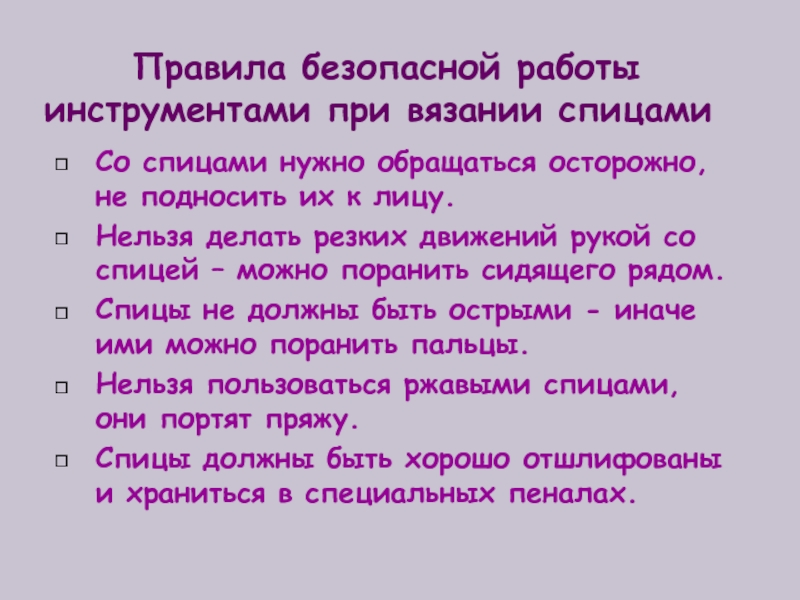 Правила безопасной работы
инструментами при вязании спицами
Со спицами нужно обращаться осторожно,
не подносить их к лицу.
Нельзя делать резких движений рукой со
спицей – можно поранить сидящего рядом.
Спицы не должны быть острыми - иначе
ими можно поранить пальцы.
Нельзя пользоваться ржавыми спицами,
они портят пряжу.
Спицы должны быть хорошо отшлифованы
и храниться в специальных пеналах.